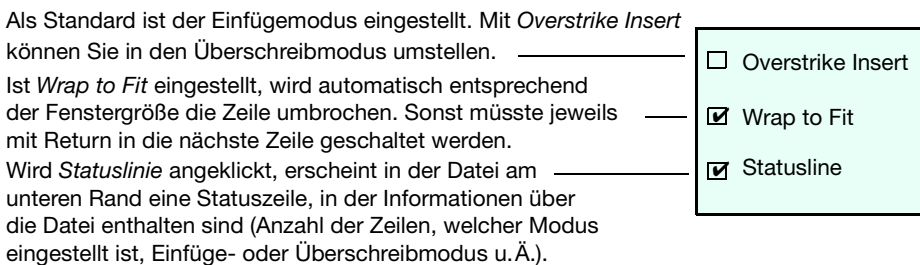 Als Standard ist der Einfügemodus eingestellt. Mit Overstrike Insert
können Sie in den Überschreibmodus umstellen.
Ist Wrap to Fit eingestellt, wird automatisch entsprechend
der Fenstergröße die Zeile umbrochen. Sonst müsste jeweils
mit Return in die nächste Zeile geschaltet werden.
Wird Statuslinie angeklickt, erscheint in der Datei am
unteren Rand eine Statuszeile, in der Informationen über
die Datei enthalten sind (Anzahl der Zeilen, welcher Modus
eingestellt ist, Einfüge- oder Überschreibmodus u.Ä.).
Overstrike Insert
Wrap to Fit
Statusline